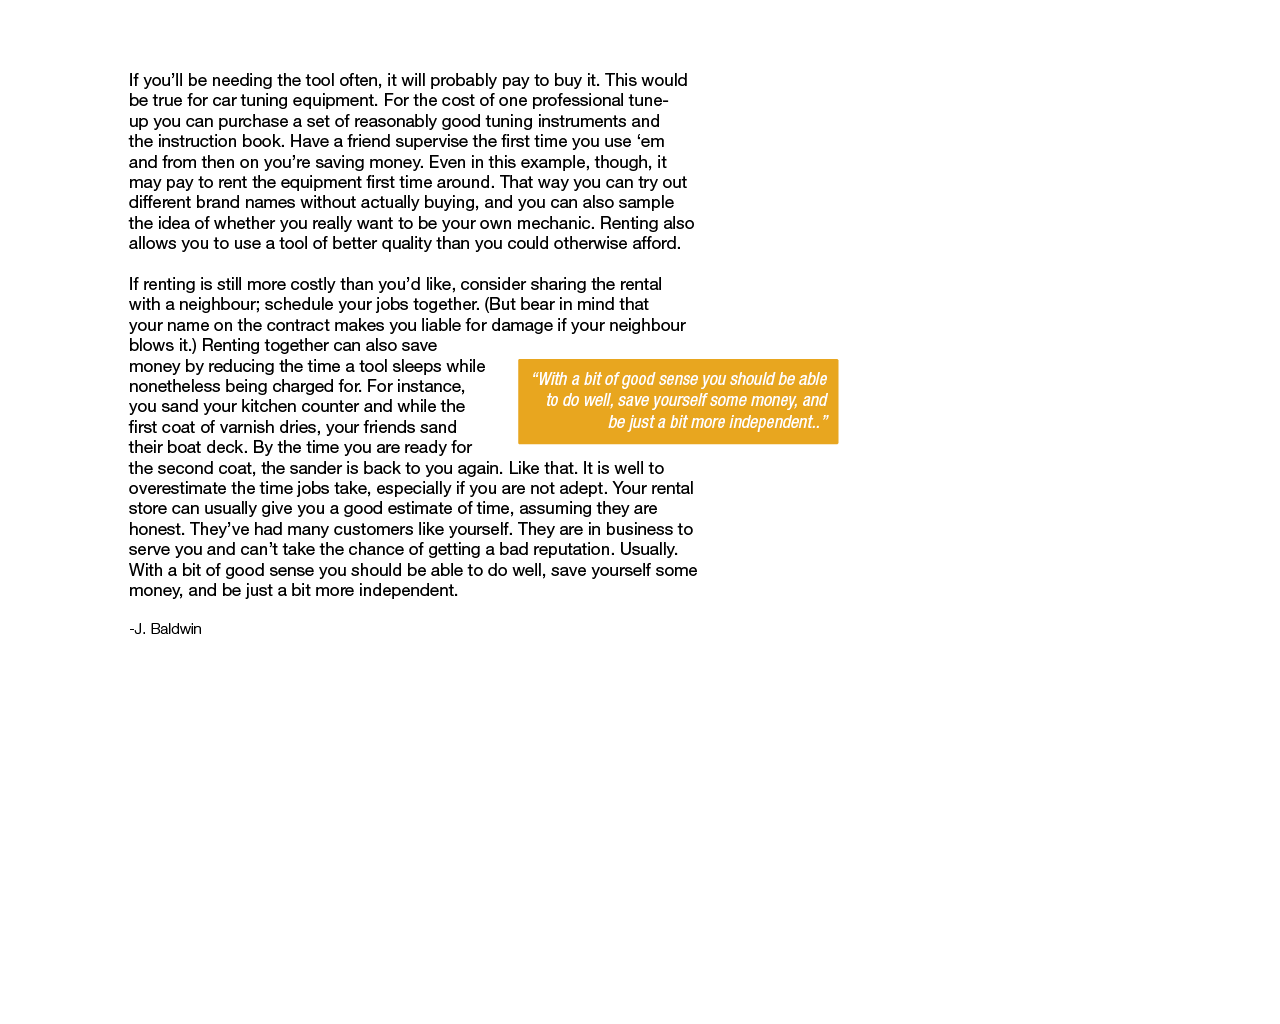 If you’ll be needing the tool often, it will probably pay to buy it. This would
be true for car tuning equipment. For the cost of one professional tune-
up you can purchase a set of reasonably good tuning instruments and
the instruction book. Have a friend supervise the first time you use ‘em
and from then on you’re saving money. Even in this example, though, it
may pay to rent the equipment first time around. That way you can try out
different brand names without actually buying, and you can also sample
the idea of whether you really want to be your own mechanic. Renting also
allows you to use a tool of better quality than you could otherwise afford.

If renting is still more costly than you’d like, consider sharing the rental
with a neighbour; schedule your jobs together. (But bear in mind that
your name on the contract makes you liable for damage if your neighbour
blows it.) Renting together can also save
money by reducing the time a tool sleeps while
nonetheless being charged for. For instance,
you sand your kitchen counter and while the
first coat of varnish dries, your friends sand
their boat deck. By the time you are ready for
the second coat, the sander is back to you again. Like that. It is well to
overestimate the time jobs take, especially if you are not adept. Your rental
store can usually give you a good estimate of time, assuming they are
honest. They’ve had many customers like yourself. They are in business to
serve you and can’t take the chance of getting a bad reputation. Usually.
With a bit of good sense you should be able to do well, save yourself some
money, and be just a bit more independent.

-J. Baldwin

“With a bit of good sense you should be able
to do well, save yourself some money, and
be just a bit more independent..”